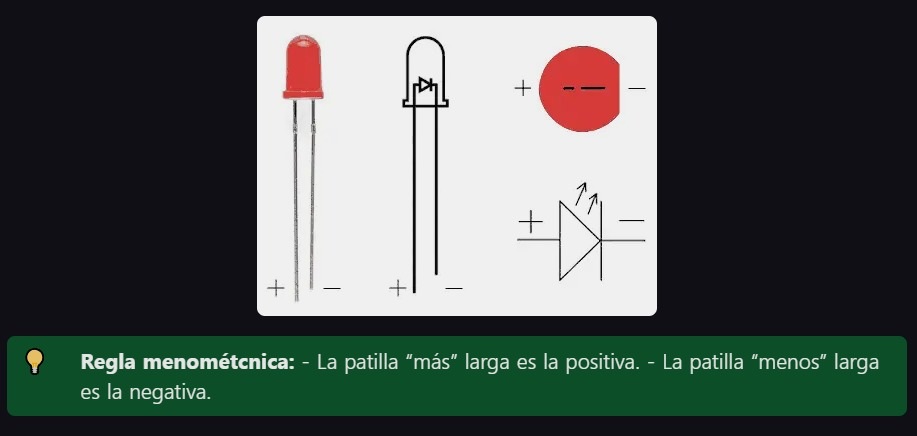 + −
+ −
+ −
+ −
Regla menométcnica: - La patilla “más” larga es la positiva. - La patilla “menos” larga
es la negativa.